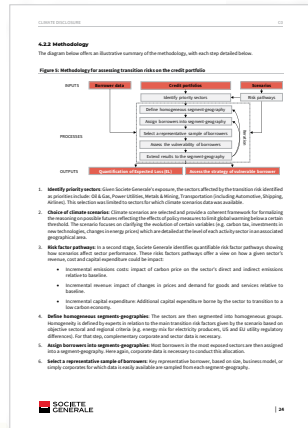 CLIMATE DISCLOSURE
4.2.2 Methodology
The diagram below offers an illustrative summary of the methodology, with each step detailed below.
Figure 5: Methodology for assessing transition risks on the credit portfolio
INPUTS Borrower data Credit portfolios Scenarios
Identify priority sectors Risk pathways
Define homogeneous segment-geography
Assign borrowers into segment-geography
PROCESSES Select a representative sample of borrowers
Assess the vulnerability of borrowers
Extend results to the segment-geography
OUTPUTS Quantification of Expected Loss (EL) Assess the strategy of vulnerable borrower
1. Identify priority sectors: Given Societe Generale's exposure, the sectors affected by the transition risk identified
as priorities include: Oil & Gas, Power Utilities, Metals & Mining, Transportation (including Automotive, Shipping,
Airlines). This selection was limited to sectors for which climate scenario data was available.
2. Choice of climate scenarios: Climate scenarios are selected and provide a coherent framework for formalizing
the reasoning on possible futures reflecting the effects of policy measures to limit global warming below a certain
threshold. The scenario focuses on clarifying the evolution of certain variables (e.g. carbon tax, investments in
new technologies, changes in energy prices) which are detailed at the level of each activity sector in an associated
geographical area.
3. Risk factor pathways: In a second stage, Societe Generale identifies quantifiable risk factor pathways showing
how scenarios affect sector performance. These risks factors pathways offer a view on how a given sector's
revenue, cost and capital expenditure could be impact:
• Incremental emissions costs: impact of carbon price on the sector's direct and indirect emissions
relative to baseline.
• Incremental revenue: impact of changes in prices and demand for goods and services relative to
baseline.
• Incremental capital expenditure: Additional capital expenditure borne by the sector to transition to a
low carbon economy.
4. Define homogenous segments-geographies: The sectors are then segmented into homogenous groups.
Homogeneity is defined by experts in relation to the main transition risk factors given by the scenario based on
objective sectoral and regional criteria (e.g. energy mix for electricity producers, US and EU utility regulatory
differences). For that step, complementary corporate and sector data is necessary.
5. Assign borrowers into segments-geographies: Most borrowers in the most exposed sectors are then assigned
into a segment-geography. Here again, corporate data is necessary to conduct this allocation.
6. Select a representative sample of borrowers: Key representative borrower, based on size, business model, or
simply corporates for which data is easily available are sampled from each segment-geography.
SOCIETE
GENERALE
| 24